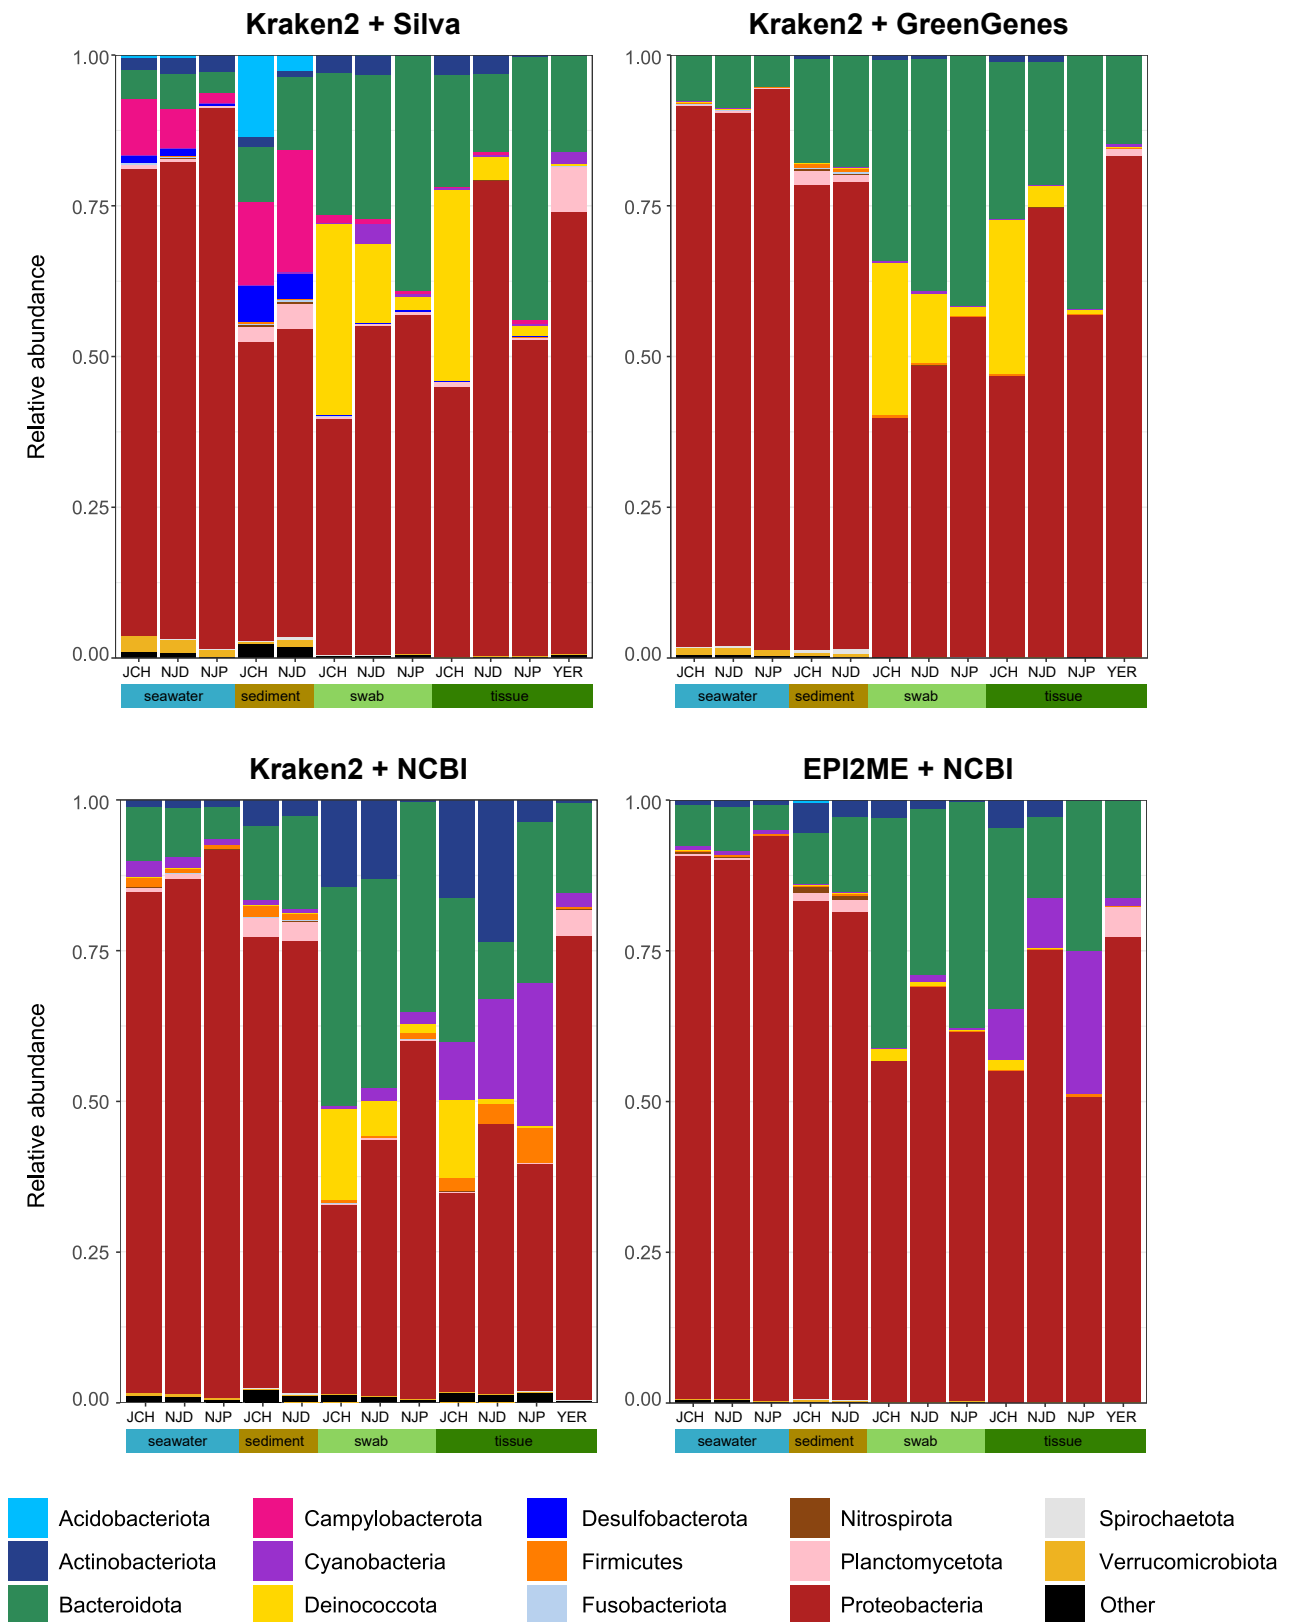 Kraken2 + Silva
Kraken2 + GreenGenes
Relative abundance
1.00
0.75
0.50
0.25
0.00
JCH NJD NJP JCH NJD JCH NJD NJP JCH NJD NJP YER
seawater sediment swab tissue
1.00
0.75
0.50
0.25
0.00
JCH NJD NJP JCH NJD JCH NJD NJP JCH NJD NJP YER
seawater sediment swab tissue
Kraken2 + NCBI
EPI2ME + NCBI
Relative abundance
1.00
0.75
0.50
0.25
0.00
JCH NJD NJP JCH NJD JCH NJD NJP JCH NJD NJP YER
seawater sediment swab tissue
1.00
0.75
0.50
0.25
0.00
JCH NJD NJP JCH NJD JCH NJD NJP JCH NJD NJP YER
seawater sediment swab tissue
Acidobacteriota Campylobacterota Desulfobacterota Nitrospirota Spirochaetota
Actinobacteriota Cyanobacteria Firmicutes Planctomycetota Verrucomicrobiota
Bacteroidota Deinococcota Fusobacteriota Proteobacteria Other